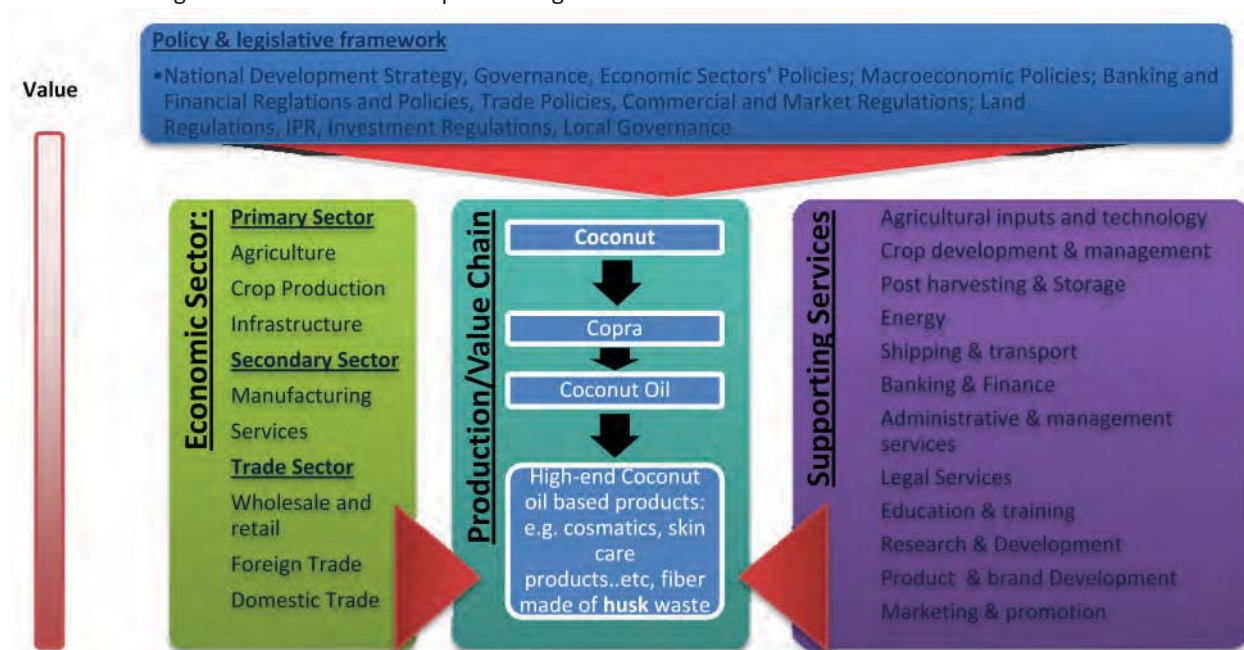 Policy & legislative framework
•National Development Strategy, Governance, Economic Sectors' Policies; Macroeconomic Policies; Banking and
Financial Reglations and Policies, Trade Policies, Commercial and Market Regulations; Land
Regulations, IPR, Investment Regulations, Local Governance
Value
Economic Sector:
Primary Sector
Agriculture
Crop Production
Infrastructure
Secondary Sector
Manufacturing
Services
Trade Sector
Wholesale and
retail
Foreign Trade
Domestic Trade
Production/Value Chain
Coconut
Copra
Coconut Oil
High-end Coconut
oil based products:
e.g. cosmatics, skin
care
products..etc, fiber
made of husk waste
Supporting Services
Agricultural inputs and technology
Crop development & management
Post harvesting & Storage
Energy
Shipping & transport
Banking & Finance
Administrative & management
services
Legal Services
Education & training
Research & Development
Product & brand Development
Marketing & promotion